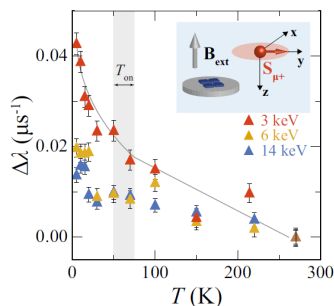 0.04
0.02
0.00
Δλ (μs⁻¹)
T_on
B_ext
S_μ+
x
y
z
3 keV
6 keV
14 keV
0
100
200
300
T (K)